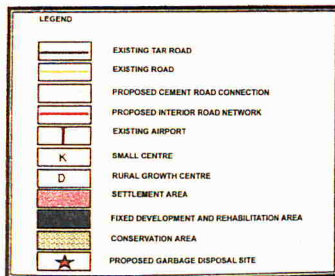 LEGEND
EXISTING TAR ROAD
EXISTING ROAD
PROPOSED CEMENT ROAD CONNECTION
PROPOSED INTERIOR ROAD NETWORK
EXISTING AIRPORT
K SMALL CENTRE
D RURAL GROWTH CENTRE
SETTLEMENT AREA
FIXED DEVELOPMENT AND REHABILITATION AREA
CONSERVATION AREA
PROPOSED GARBAGE DISPOSAL SITE